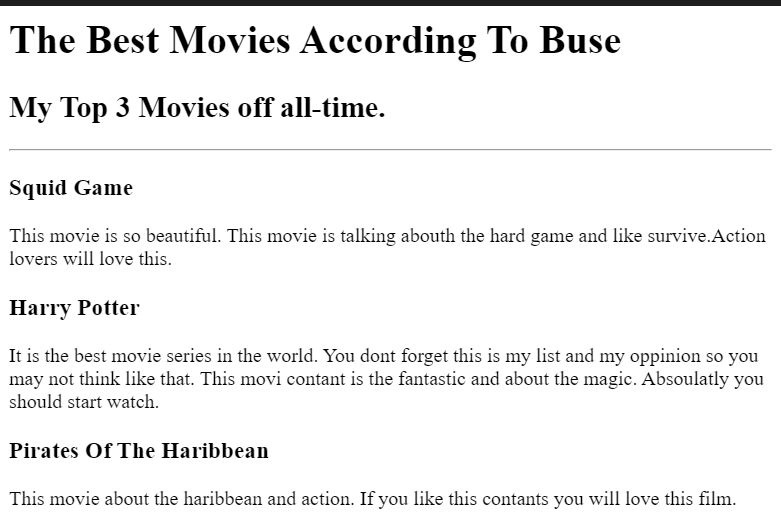 The Best Movies According To Buse
My Top 3 Movies off all-time.
Squid Game
This movie is so beautiful. This movie is talking abouth the hard game and like survive.Action
lovers will love this.
Harry Potter
It is the best movie series in the world. You dont forget this is my list and my oppinion so you
may not think like that. This movi contant is the fantastic and about the magic. Absoulatly you
should start watch.
Pirates Of The Haribbean
This movie about the haribbean and action. If you like this contants you will love this film.